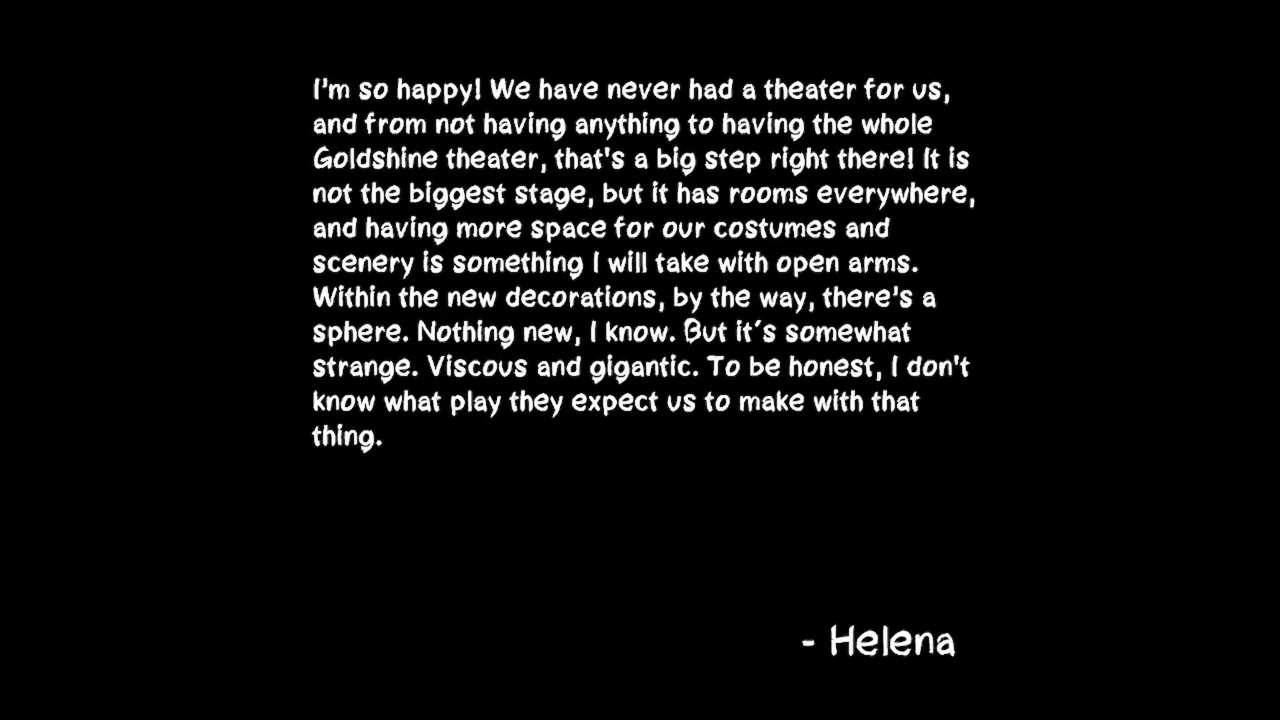 I'm so happy! We have never had a theater for us,
and from not having anything to having the whole
Goldshine theater, that's a big step right there! It is
not the biggest stage, but it has rooms everywhere,
and having more space for our costumes and
scenery is something I will take with open arms.
Within the new decorations, by the way, there's a
sphere. Nothing new, I know. But it´s somewhat
strange. Viscous and gigantic. To be honest, I don't
know what play they expect us to make with that
thing.
- Helena